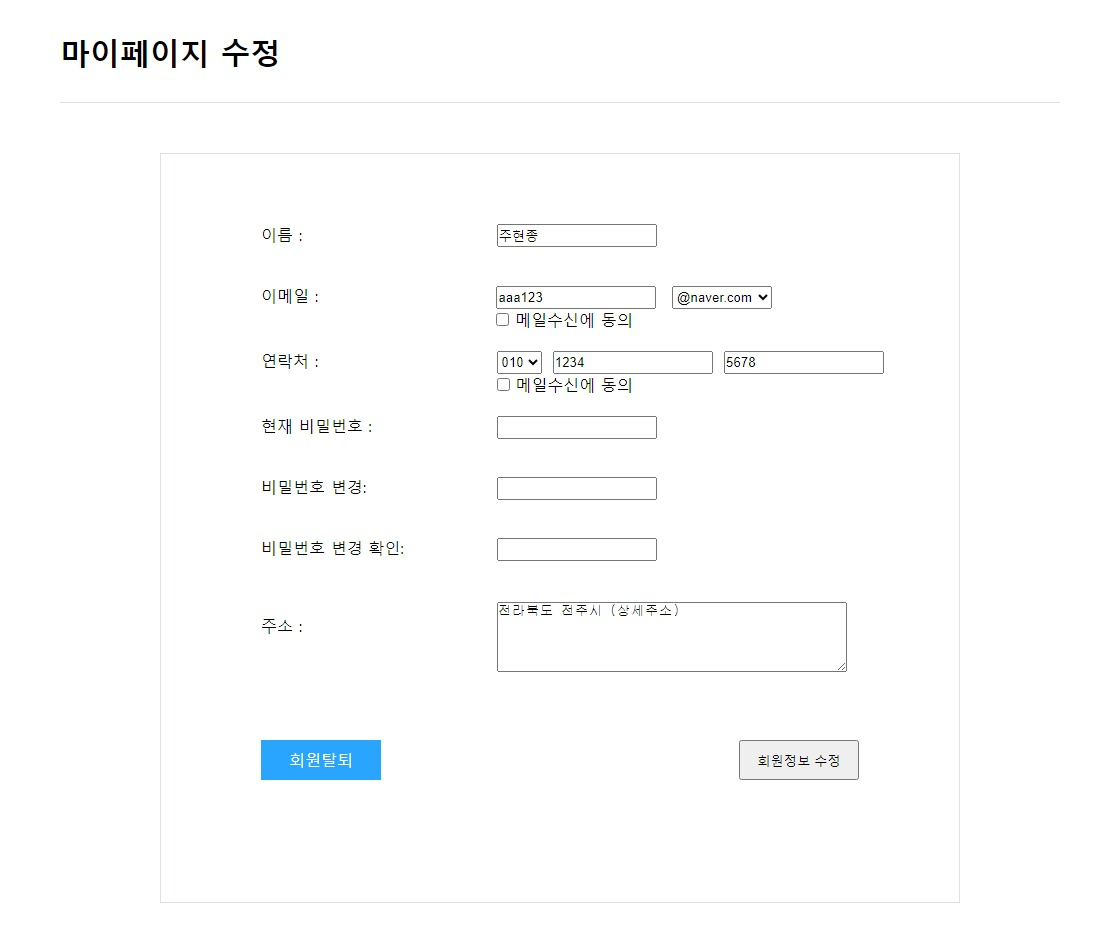 마이페이지 수정
이름 : 주현종
이메일 : aaa123 @naver.com
메일수신에 동의
연락처 : 010 1234 5678
메일수신에 동의
현재 비밀번호 :
비밀번호 변경:
비밀번호 변경 확인:
전라북도 전주시 (상세주소)
주소 :
회원탈퇴 회원정보 수정